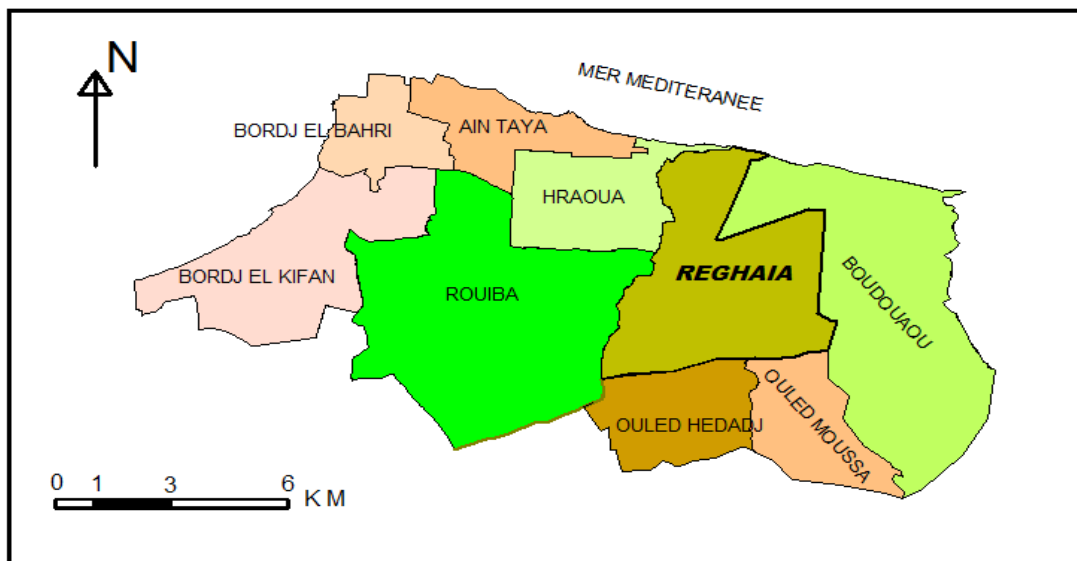 N
MER MEDITERANEE
BORDJ EL BAHRI
AIN TAYA
HRAOUA
BORDJ EL KIFAN
ROUIBA
REGHAIA
BOUDOUAOU
OULED HEDADJ
OULED MOUSSA
0 1 3 6
KM